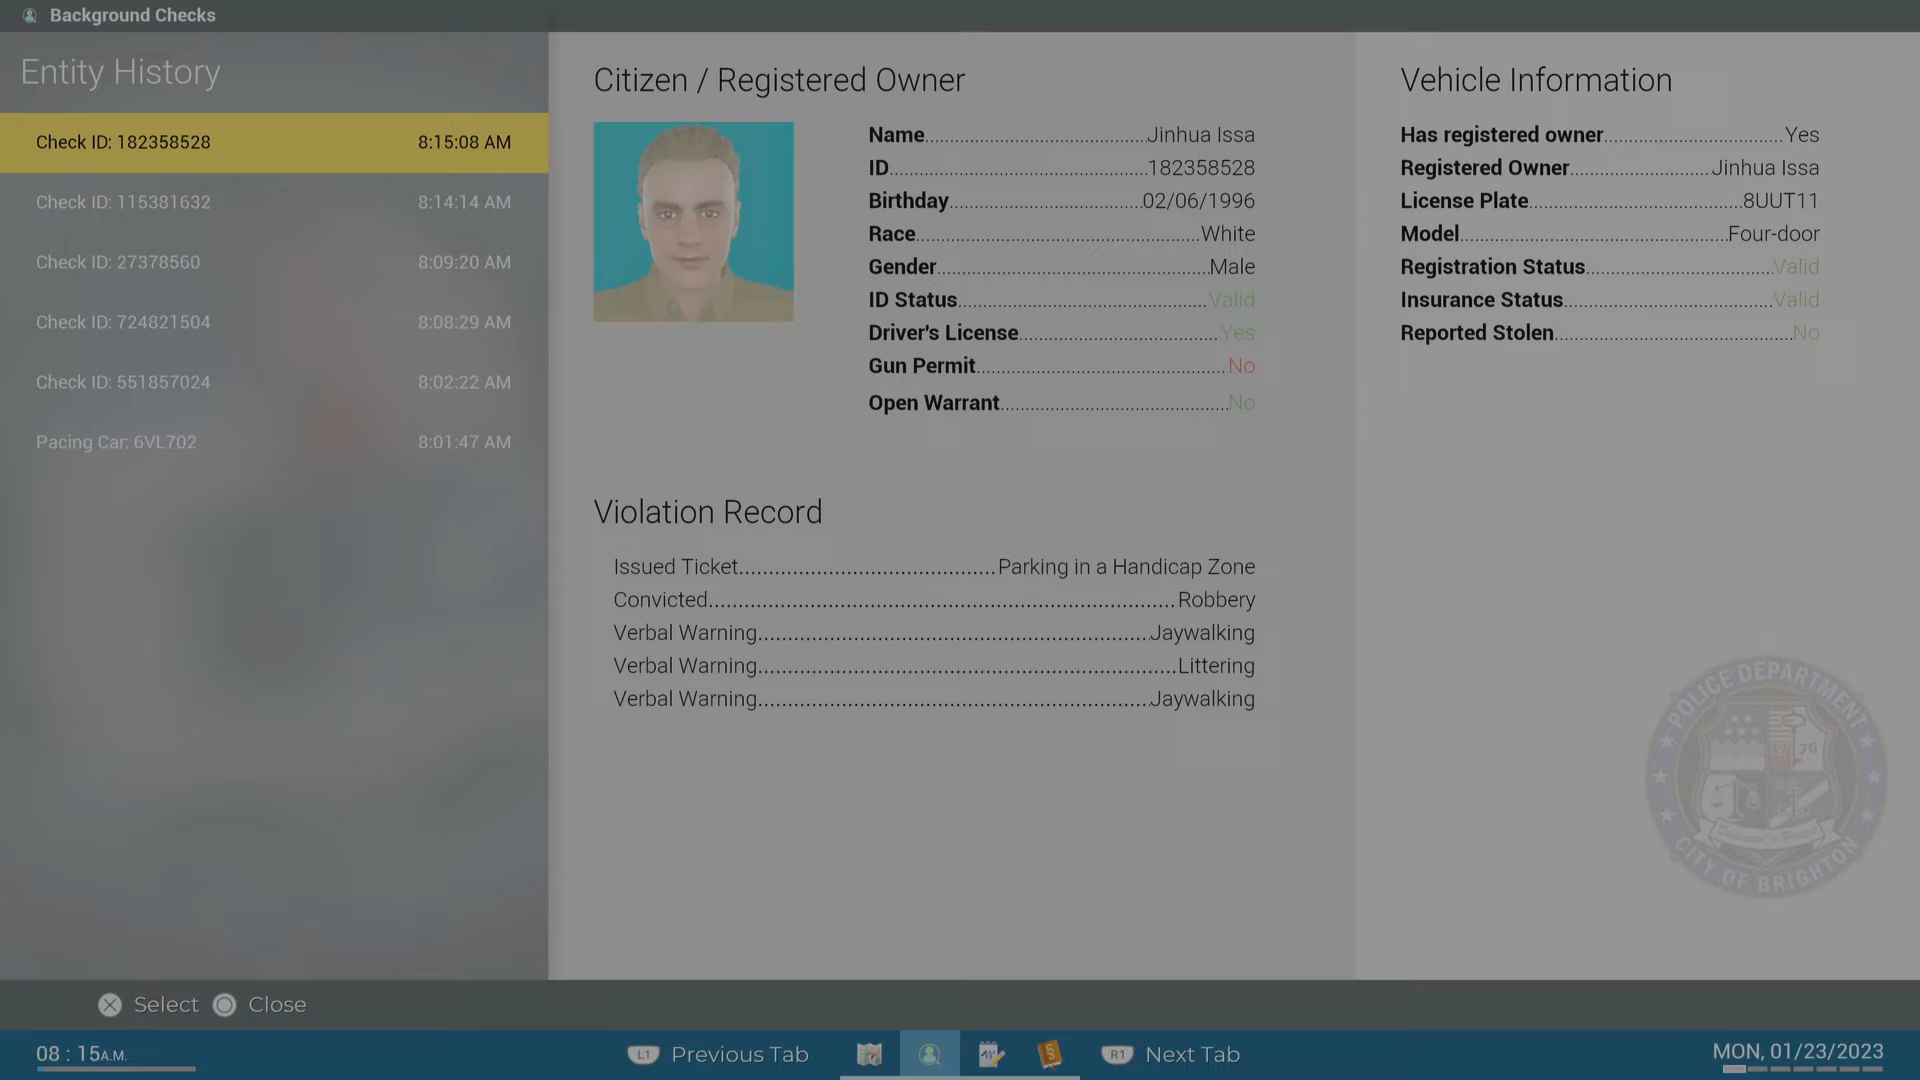 Background Checks
Entity History
Check ID: 182358528 8:15:08 AM
Check ID: 115381632 8:14:14 AM
Check ID: 27378560 8:09:20 AM
Check ID: 724821504 8:08:29 AM
Check ID: 551857024 8:02:22 AM
Pacing Car: 6VL702 8:01:47 AM
Citizen / Registered Owner
Name Jinhua Issa
ID 182358528
Birthday 02/06/1996
Race White
Gender Male
ID Status Valid
Driver's License Yes
Gun Permit No
Open Warrant No
Violation Record
Issued Ticket Parking in a Handicap Zone
Convicted Robbery
Verbal Warning Jaywalking
Verbal Warning Littering
Verbal Warning Jaywalking
Vehicle Information
Has registered owner Yes
Registered Owner Jinhua Issa
License Plate 8UUT11
Model Four-door
Registration Status Valid
Insurance Status Valid
Reported Stolen No
POLICE DEPARTMENT
17 76
CITY OF BRIGHTON
Select Close
08 : 15 A.M.
L1 Previous Tab
R1 Next Tab
MON, 01/23/2023